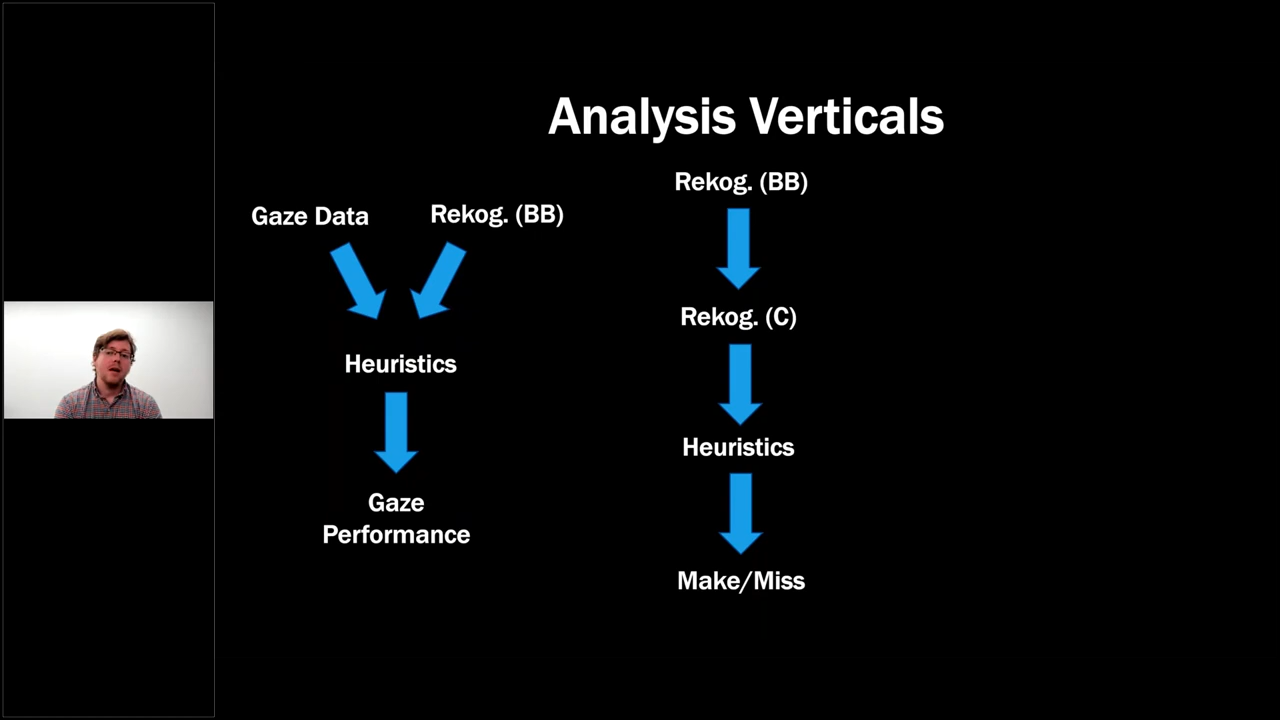 Analysis Verticals
Gaze Data
Rekog. (BB)
Heuristics
Gaze
Performance
Rekog. (BB)
Rekog. (C)
Heuristics
Make/Miss